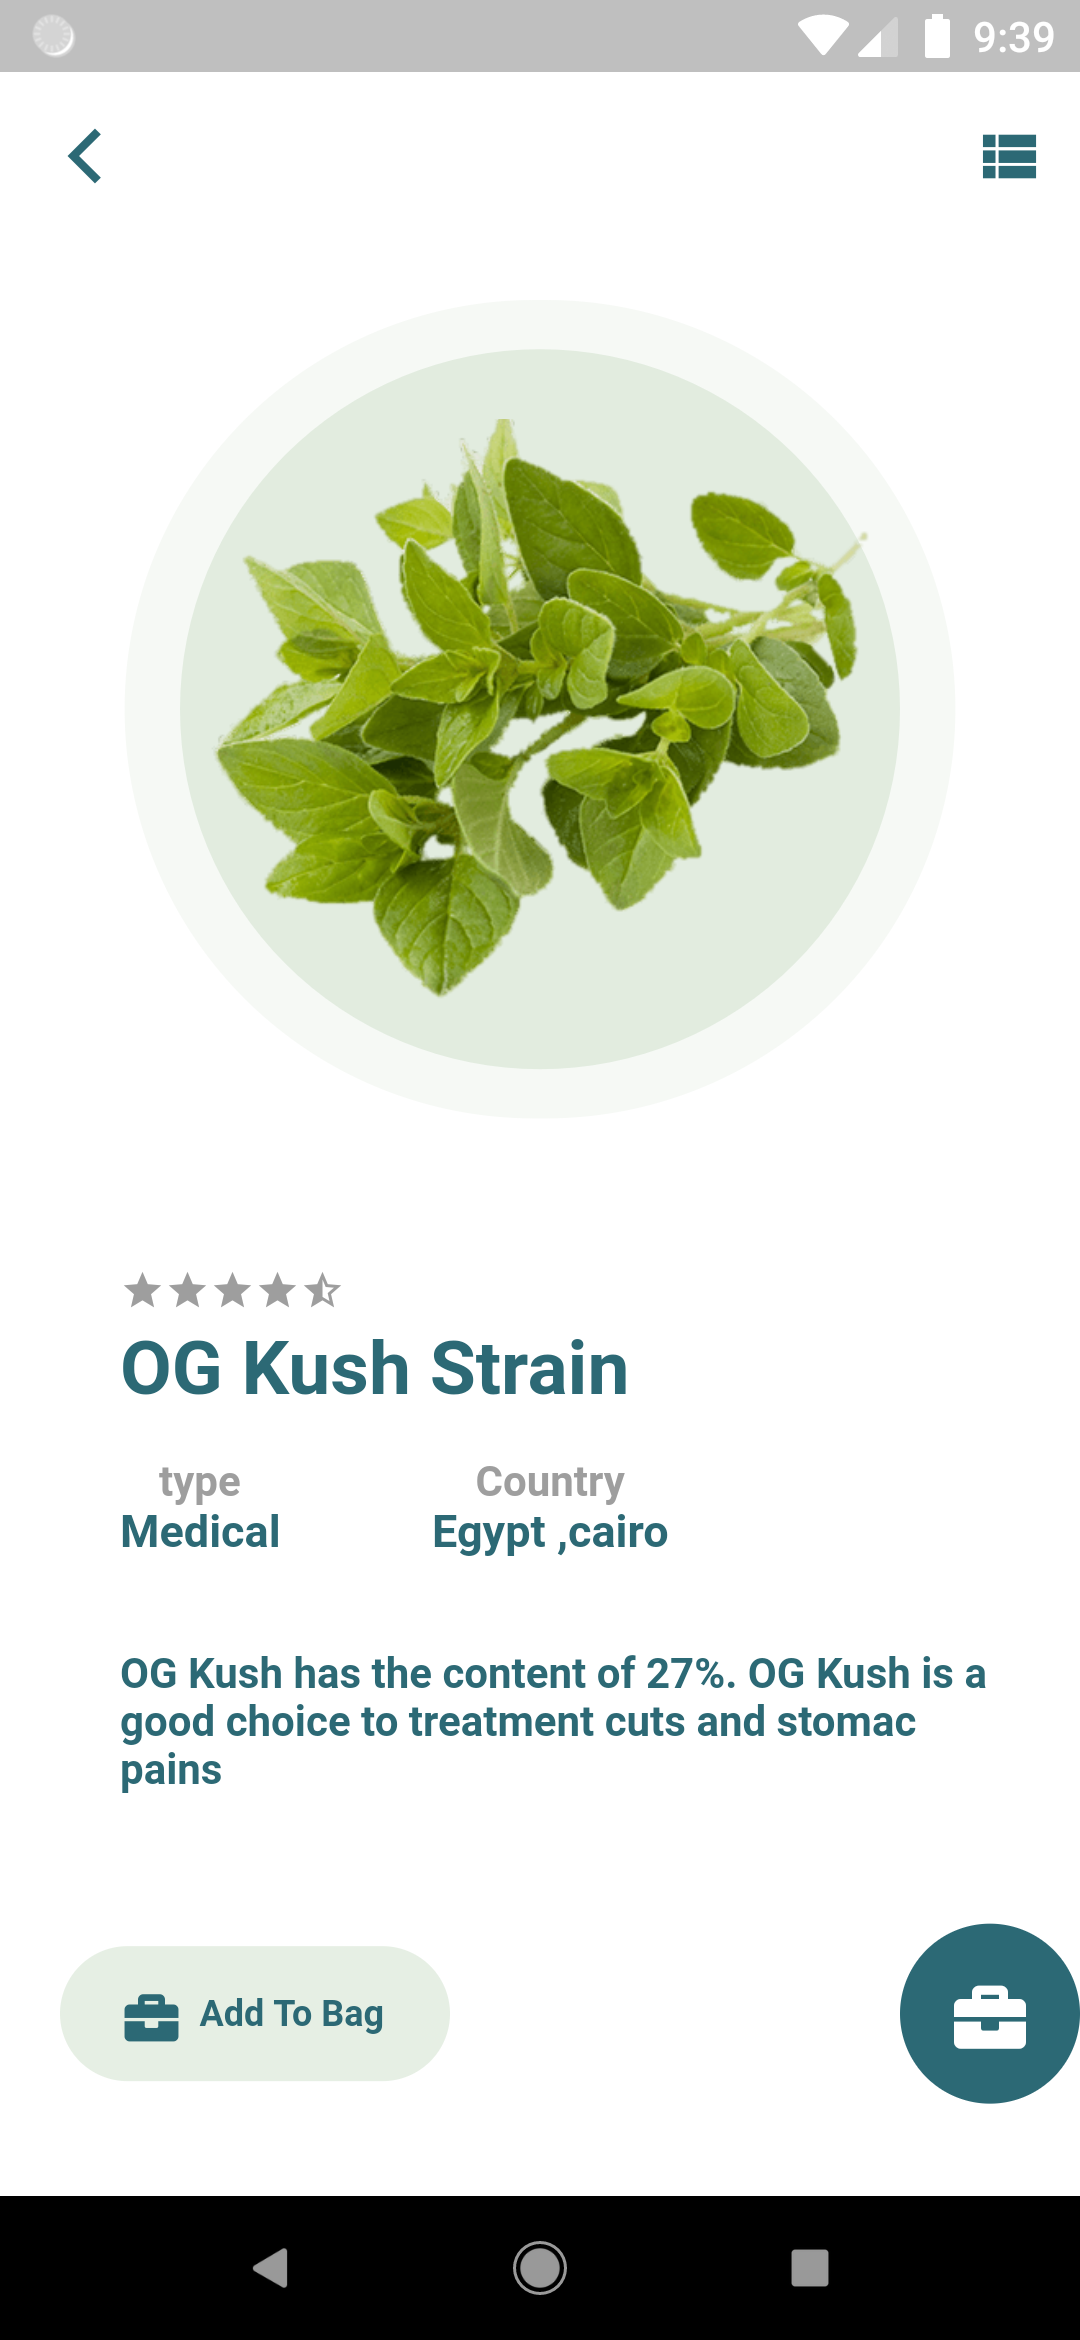 9:39
OG Kush Strain
type
Country
Medical
Egypt ,cairo
OG Kush has the content of 27%. OG Kush is a
good choice to treatment cuts and stomac
pains
Add To Bag